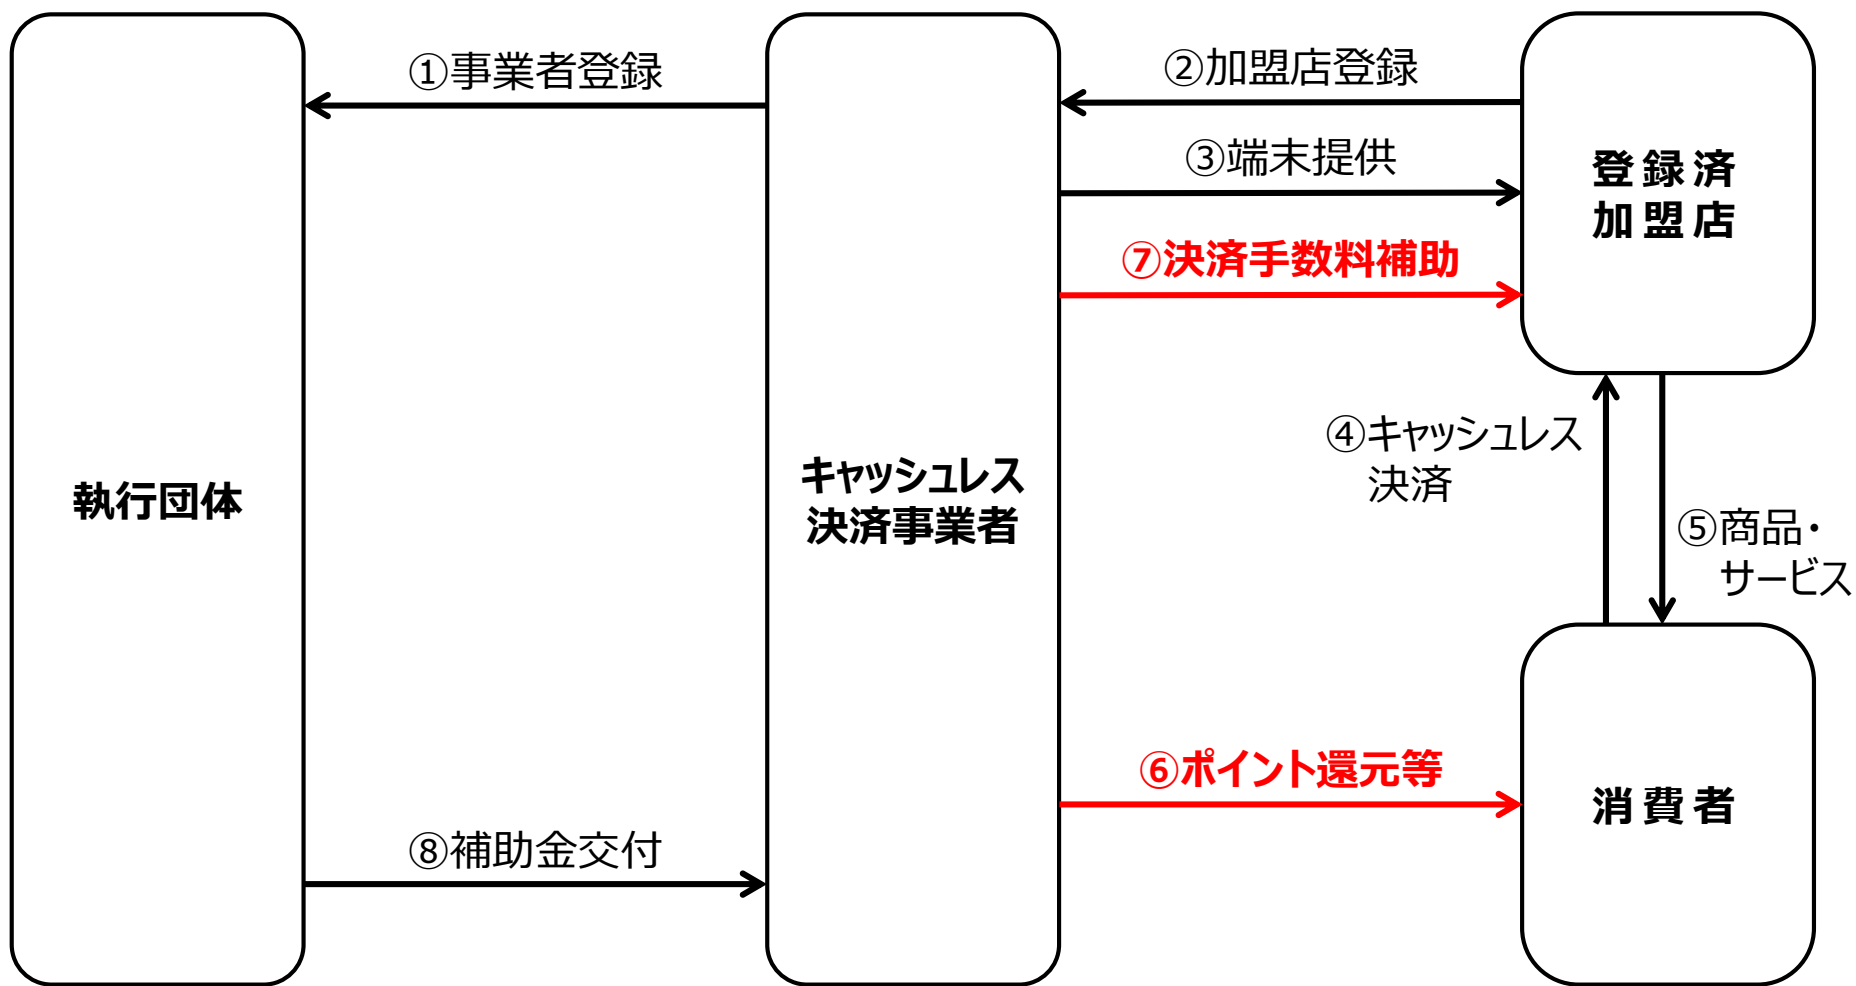 ①事業者登録
②加盟店登録
③端末提供
⑦決済手数料補助
登録済
加盟店
④キャッシュレス
決済
⑤商品・
サービス
執行団体
キャッシュレス
決済事業者
⑥ポイント還元等
消費者
⑧補助金交付